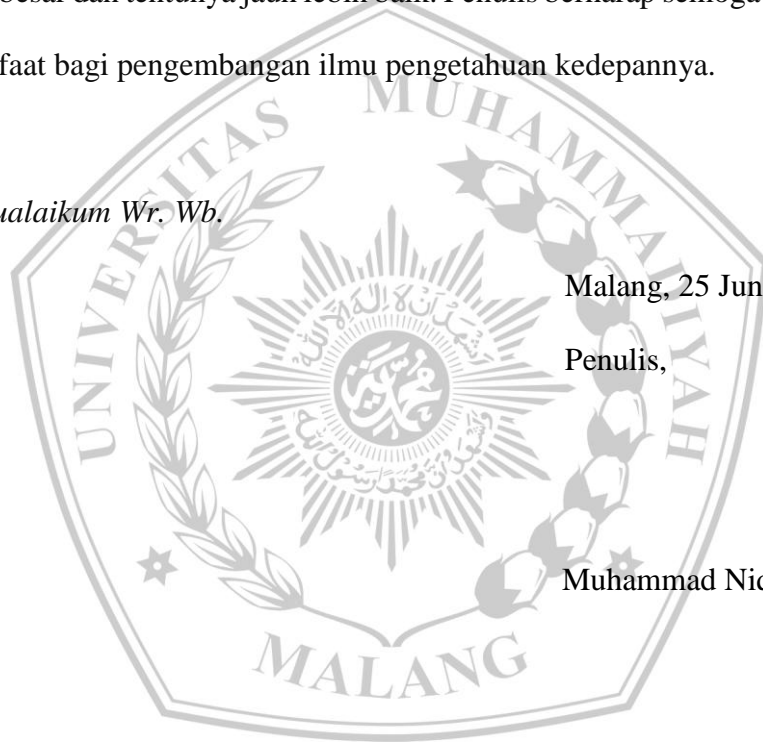 besar dan tentunya jauh lebih baik. Penulis berharap semoga
faat bagi pengembangan ilmu pengetahuan kedepannya.
ualaikum Wr. Wb.
Malang, 25 Jun
Penulis,
Muhammad Nid
UNIVERSITAS MUHAMMADIYAH
MALANG